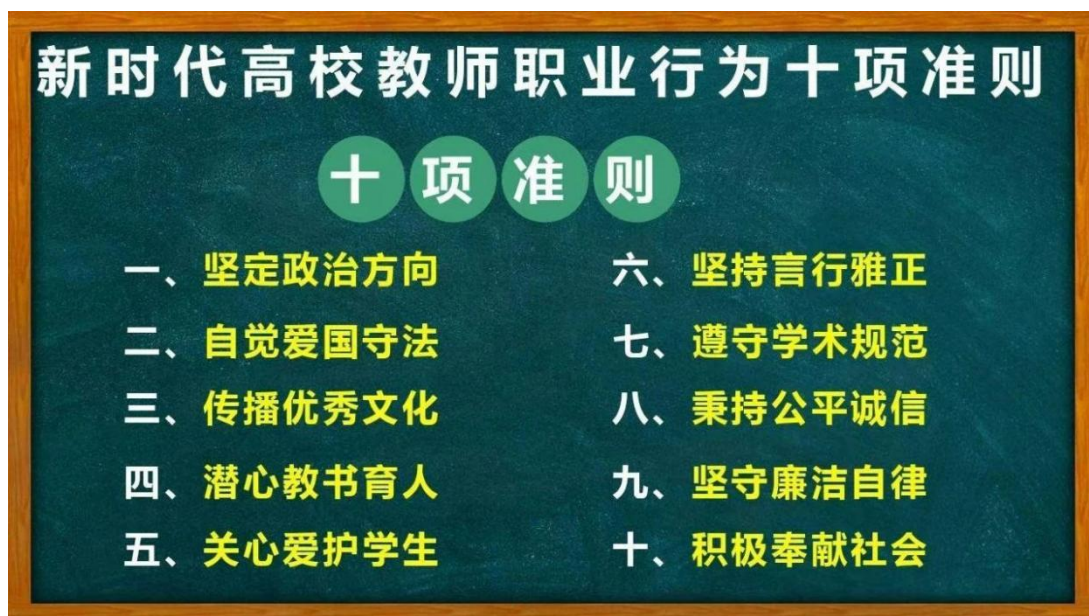 新时代高校教师职业行为十项准则
十项准则
一、坚定政治方向
二、自觉爱国守法
三、传播优秀文化
四、潜心教书育人
五、关心爱护学生
六、坚持言行雅正
七、遵守学术规范
八、秉持公平诚信
九、坚守廉洁自律
十、积极奉献社会